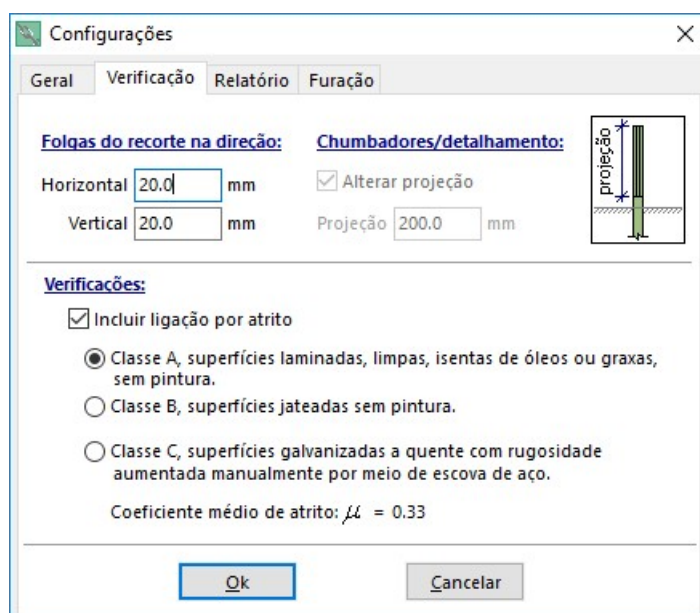 Configurações
Geral Verificação Relatório Furação
Folgas do recorte na direção: Chumbadores/detalhamento:
Horizontal 20.0 mm Alterar projeção
Vertical 20.0 mm Projeção 200.0 mm
projeção
Verificações:
Incluir ligação por atrito
Classe A, superfícies laminadas, limpas, isentas de óleos ou graxas,
sem pintura.
Classe B, superfícies jateadas sem pintura.
Classe C, superfícies galvanizadas a quente com rugosidade
aumentada manualmente por meio de escova de aço.
Coeficiente médio de atrito: μ = 0.33
Ok Cancelar